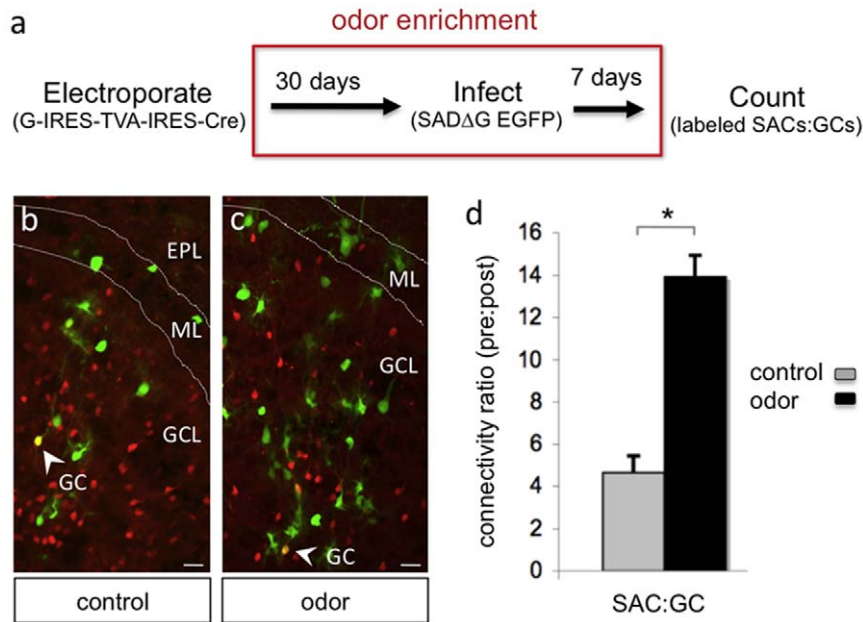 a
odor enrichment
Electroporate
(G-IRES-TVA-IRES-Cre)
30 days
Infect
(SAD∆G EGFP)
7 days
Count
(labeled SACs:GCs)
b
EPL
ML
GCL
GC
control
c
ML
GCL
GC
odor
d
connectivity ratio (pre:post)
16
14
12
10
8
6
4
2
0
*
SAC:GC
control
odor